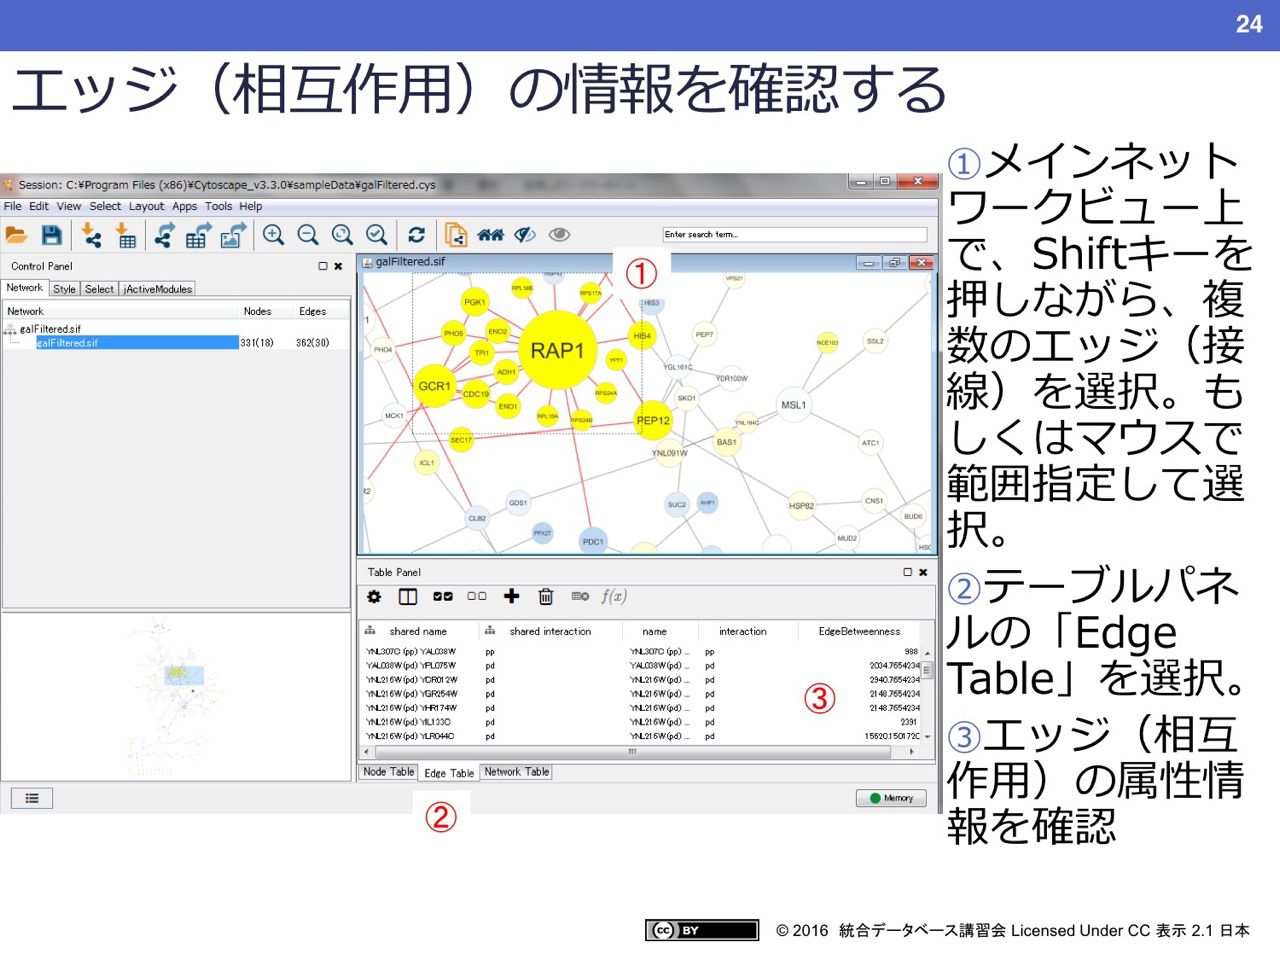 24
エッジ（相互作用）の情報を確認する
Session: C:¥Program Files (x86)¥Cytoscape_v3.3.0¥sampleData¥galFiltered.cys
File Edit View Select Layout Apps Tools Help
Enter search term...
Control Panel
Network Style Select jActiveModules
Network Nodes Edges
galFiltered.sif
galFiltered.sif 331(18) 362(30)
galFiltered.sif
①
RPL18B
RPS17A
VPS21
PGK1
HIS3
PHO5
ENO2
HIS4
PEP7
NCE103
SSL2
PHO4
TPI1
RAP1
YPT1
YGL161C
YDR100W
ADH1
GCR1
CDC19
RPS24A
SKO1
MSL1
ENO1
MCK1
RPL16A
RPS24B
PEP12
YNL164C
SEC17
BAS1
ATC1
YNL091W
ICL1
GDS1
SUC2
AHP1
HSP82
CNS1
CLB2
BUD6
PFK27
PDC1
MUD2
Table Panel
f(x)
shared name shared interaction name interaction EdgeBetweenness
YNL307C (pp) YAL038W pp YNL307C (pp) ... pp 988
YAL038W (pd) YPL075W pd YAL038W(pd) ... pd 2034.7654234
YNL216W (pd) YCR012W pd YNL216W(pd) ... pd 2940.7654234
YNL216W (pd) YGR254W pd YNL216W(pd) ... pd 2148.7654234
YNL216W (pd) YHR174W pd YNL216W(pd) ... pd 2148.7654234
YNL216W (pd) YIL133C pd YNL216W(pd) ... pd 2391
YNL216W (pd) YLR044C pd YNL216W(pd) ... pd 15620.1501720
③
Node Table Edge Table Network Table
②
Memory
①メインネット
ワークビュー上
で、Shiftキーを
押しながら、複
数のエッジ（接
線）を選択。も
しくはマウスで
範囲指定して選
択。
②テーブルパネ
ルの「Edge
Table」を選択。
③エッジ（相互
作用）の属性情
報を確認
cc BY
© 2016 統合データベース講習会 Licensed Under CC 表示 2.1 日本